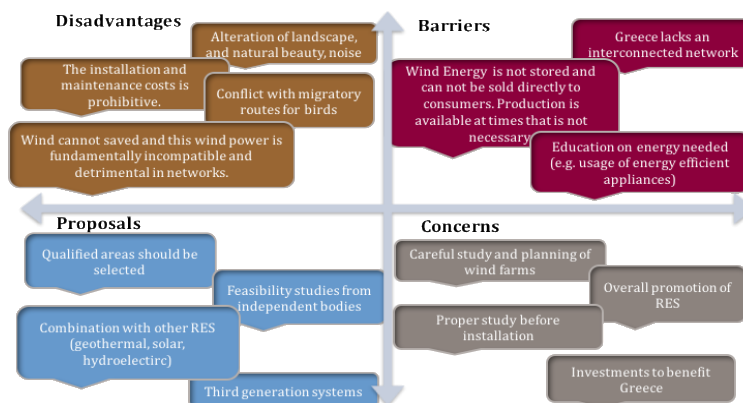 Disadvantages
Alteration of landscape,
and natural beauty, noise
The installation and
maintenance costs is
prohibitive.
Conflict with migratory
routes for birds
Wind cannot saved and this wind power is
fundamentally incompatible and
detrimental in networks.
Barriers
Greece lacks an
interconnected network
Wind Energy is not stored and
can not be sold directly to
consumers. Production is
available at times that is not
necessary
Education on energy needed
(e.g. usage of energy efficient
appliances)
Proposals
Qualified areas should be
selected
Feasibility studies from
independent bodies
Combination with other RES
(geothermal, solar,
hydroelectirc)
Third generation systems
Concerns
Careful study and planning of
wind farms
Overall promotion of
RES
Proper study before
installation
Investments to benefit
Greece